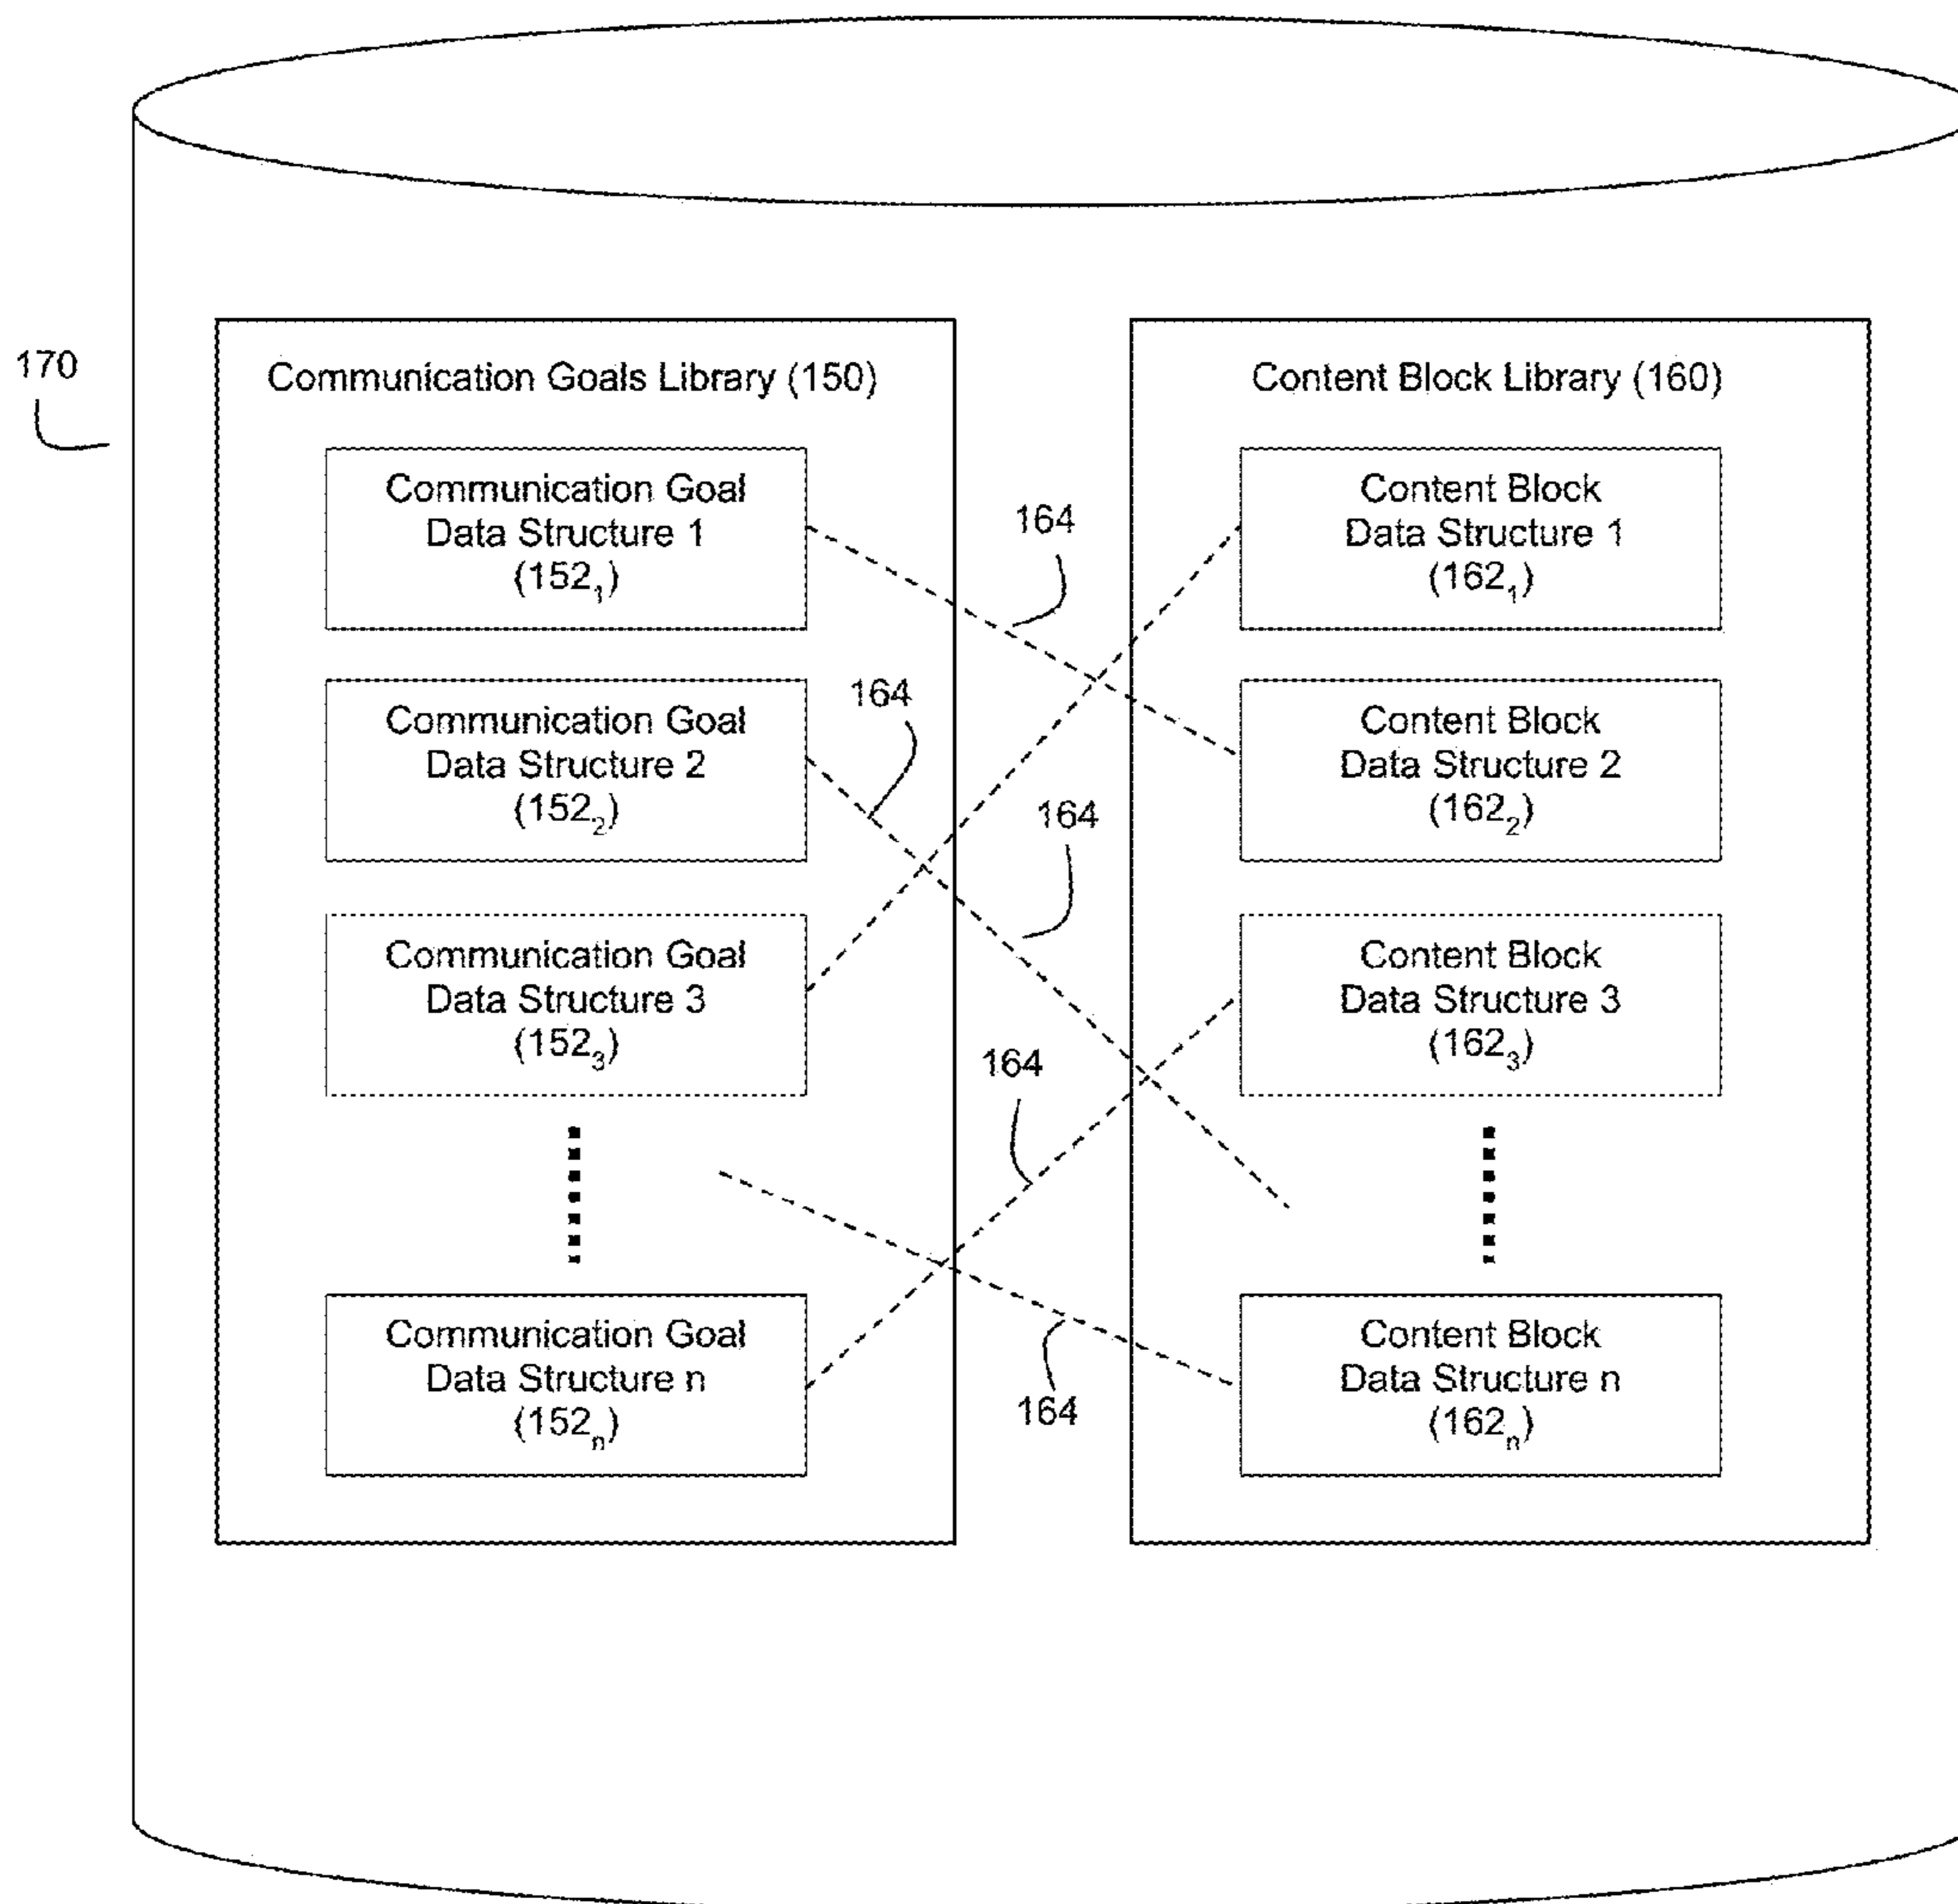 170
Communication Goals Library (150)
Communication Goal
Data Structure 1
(152₁)
Communication Goal
Data Structure 2
(152₂)
Communication Goal
Data Structure 3
(152₃)
Communication Goal
Data Structure n
(152ₙ)
164
164
164
164
164
Content Block Library (160)
Content Block
Data Structure 1
(162₁)
Content Block
Data Structure 2
(162₂)
Content Block
Data Structure 3
(162₃)
Content Block
Data Structure n
(162ₙ)